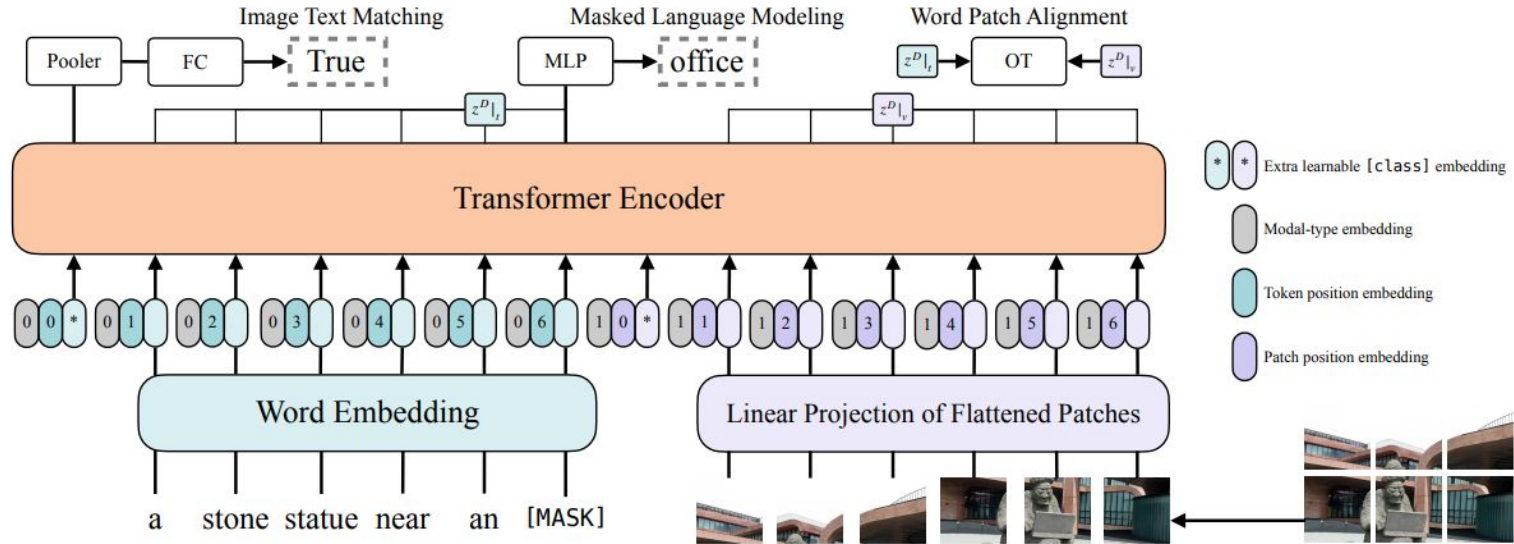 Image Text Matching Masked Language Modeling Word Patch Alignment
Pooler FC True MLP office z^D|_t OT z^D|_v
z^D|_t z^D|_v
Transformer Encoder
* * Extra learnable [class] embedding
Modal-type embedding
Token position embedding
Patch position embedding
0 0 * 0 1 0 2 0 3 0 4 0 5 0 6 1 0 * 1 1 1 2 1 3 1 4 1 5 1 6
Word Embedding Linear Projection of Flattened Patches
a stone statue near an [MASK]